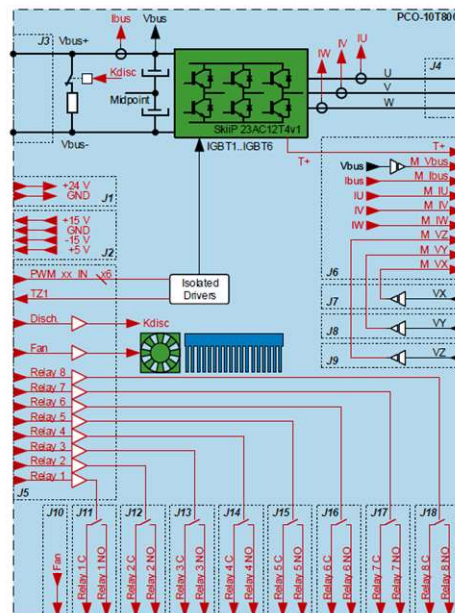 PCO-10T806
Ibus
Vbus
J3
Vbus+
Kdisc
Midpoint
Vbus-
SkiiP 23AC12T4v1
IGBT1..IGBT6
IW
IV
IU
J4
U
V
W
T+
T+
Vbus
M_Vbus
Ibus
M_Ibus
IU
M_IU
IV
M_IV
IW
M_IW
M_VZ
M_VY
M_VX
J6
+24 V
GND
J1
+15 V
GND
-15 V
+5 V
J2
PWM_xx_IN
x6
TZ1
Isolated
Drivers
Disch
Kdisc
Fan
J7
VX
J8
VY
J9
VZ
Relay 8
Relay 7
Relay 6
Relay 5
Relay 4
Relay 3
Relay 2
Relay 1
J5
J10
J11
J12
J13
J14
J15
J16
J17
J18
Fan
Relay 1 C
Relay 1 NO
Relay 2 C
Relay 2 NO
Relay 3 C
Relay 3 NO
Relay 4 C
Relay 4 NO
Relay 5 C
Relay 5 NO
Relay 6 C
Relay 6 NO
Relay 7 C
Relay 7 NO
Relay 8 C
Relay 8 NO